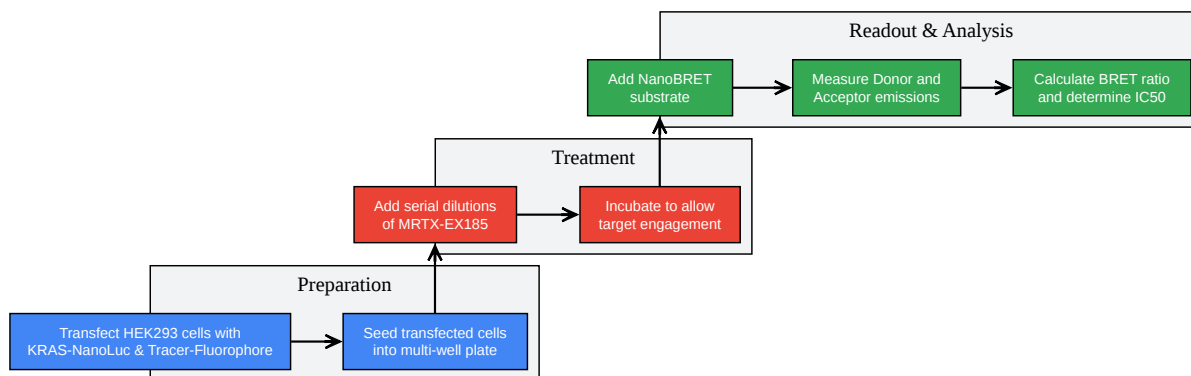 Readout & Analysis
Add NanoBRET
substrate
Measure Donor and
Acceptor emissions
Calculate BRET ratio
and determine IC50
Treatment
Add serial dilutions
of MRTX-EX185
Incubate to allow
target engagement
Preparation
Transfect HEK293 cells with
KRAS-NanoLuc & Tracer-Fluorophore
Seed transfected cells
into multi-well plate